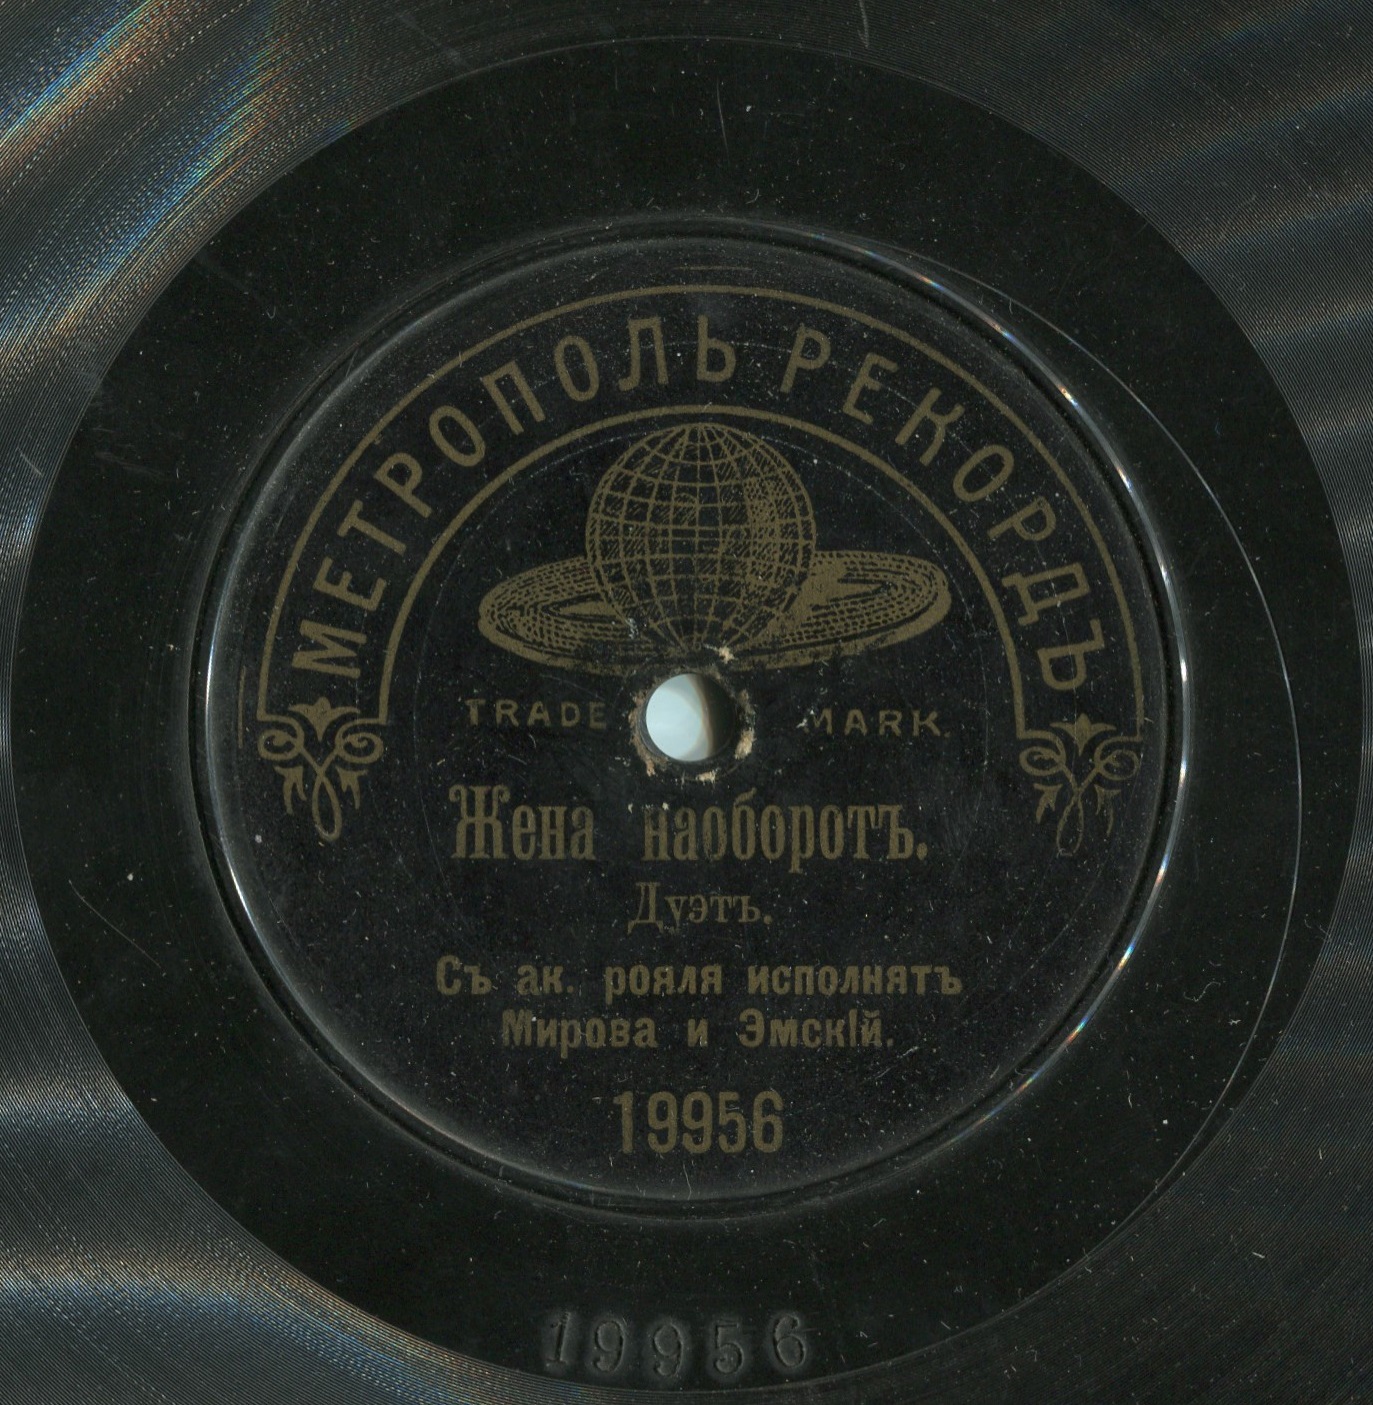 МЕТРОПОЛЬ РЕКОРДЪ
TRADE MARK.
Жена наоборотъ.
Дуэтъ.
Съ ак. рояля исполнятъ
Мирова и ЭмскІй.
19956
19956